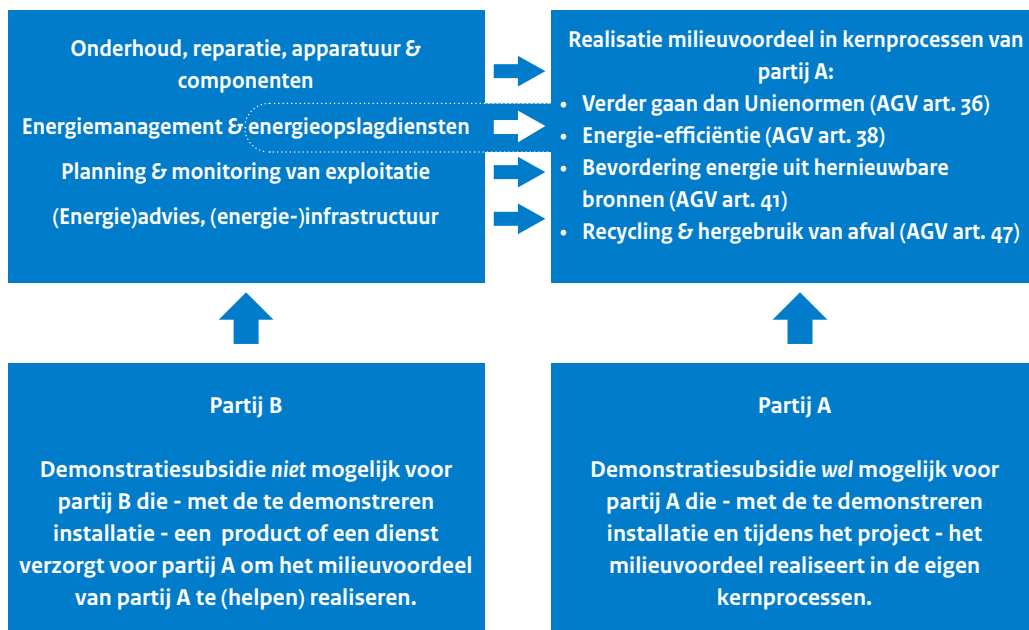 Onderhoud, reparatie, apparatuur &
componenten
Energiemanagement & energieopslagdiensten
Planning & monitoring van exploitatie
(Energie)advies, (energie-)infrastructuur
Realisatie milieuvoordeel in kernprocessen van
partij A:
• Verder gaan dan Unienormen (AGV art. 36)
• Energie-efficiëntie (AGV art. 38)
• Bevordering energie uit hernieuwbare
bronnen (AGV art. 41)
• Recycling & hergebruik van afval (AGV art. 47)
Partij B
Demonstratiesubsidie niet mogelijk voor
partij B die - met de te demonstreren
installatie - een product of een dienst
verzorgt voor partij A om het milieuvoordeel
van partij A te (helpen) realiseren.
Partij A
Demonstratiesubsidie wel mogelijk voor
partij A die - met de te demonstreren
installatie en tijdens het project - het
milieuvoordeel realiseert in de eigen
kernprocessen.